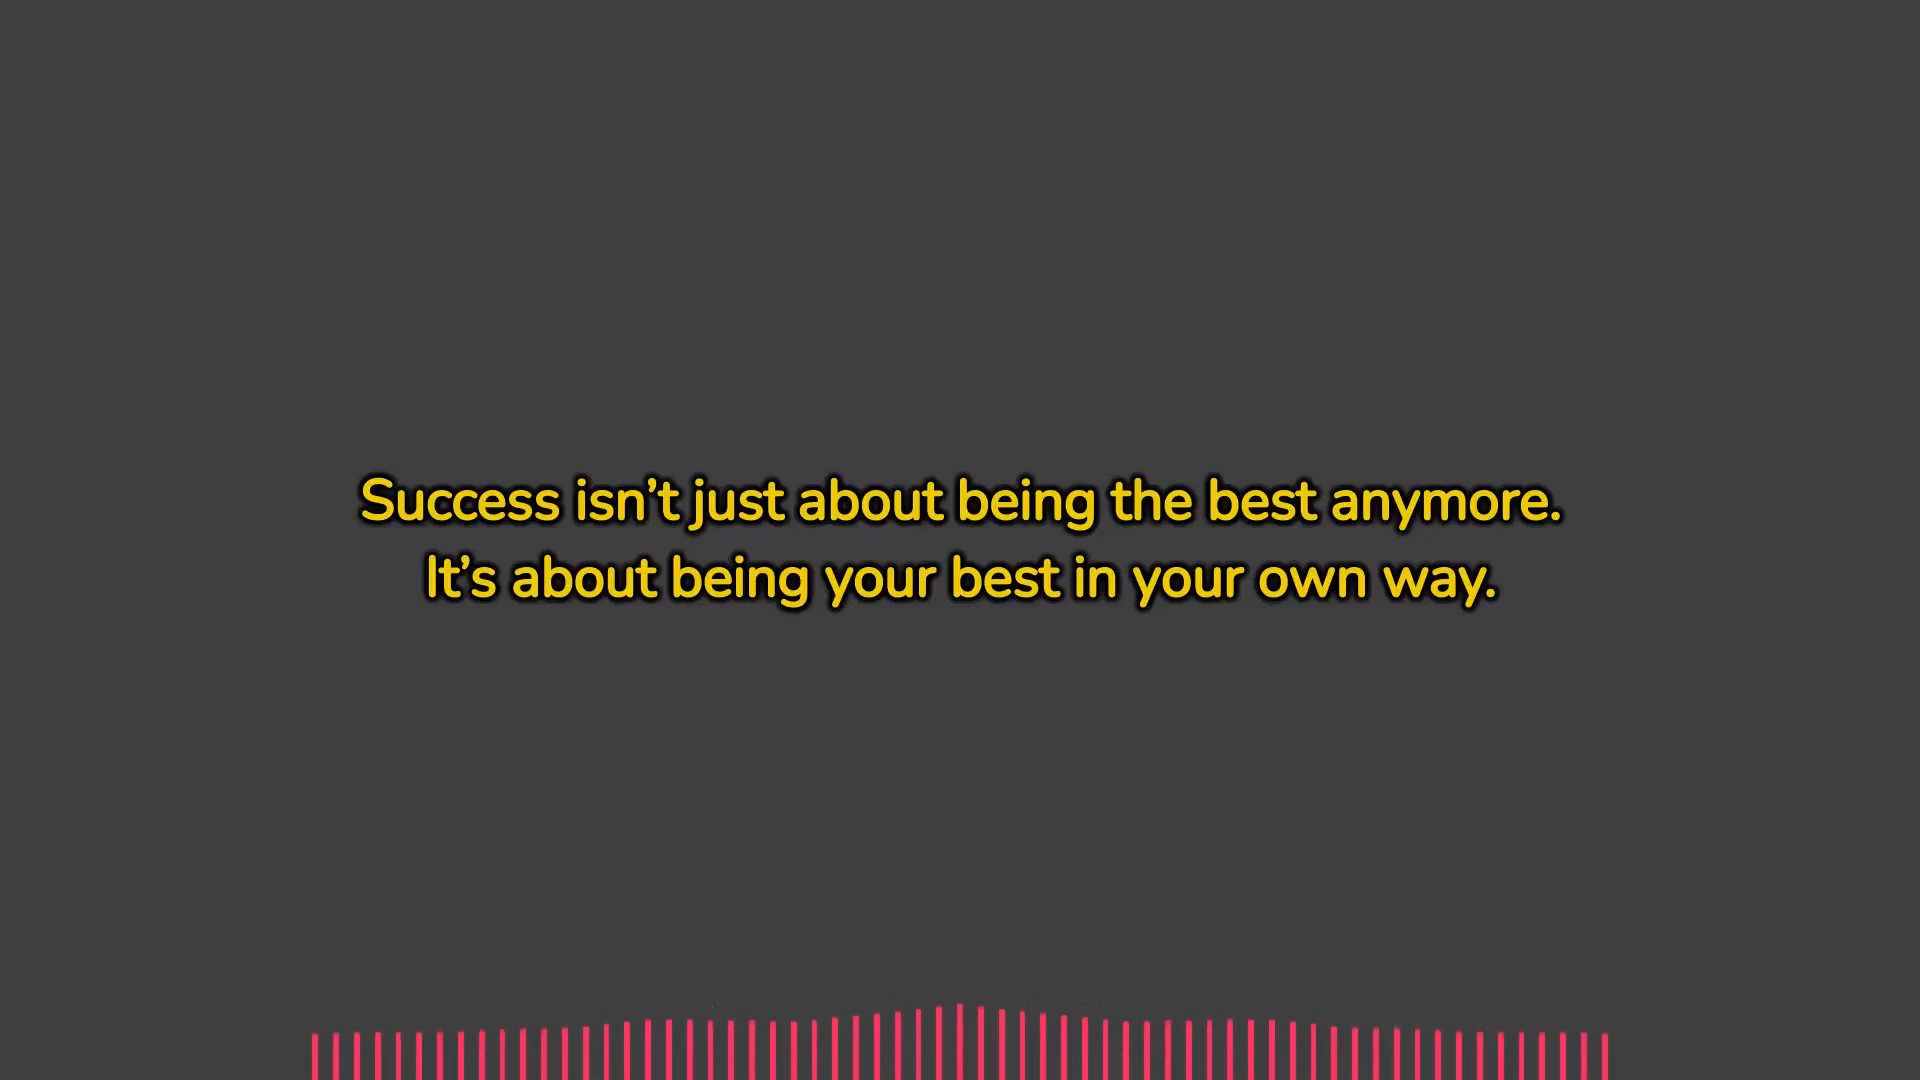 Success isn’t just about being the best anymore.
It’s about being your best in your own way.